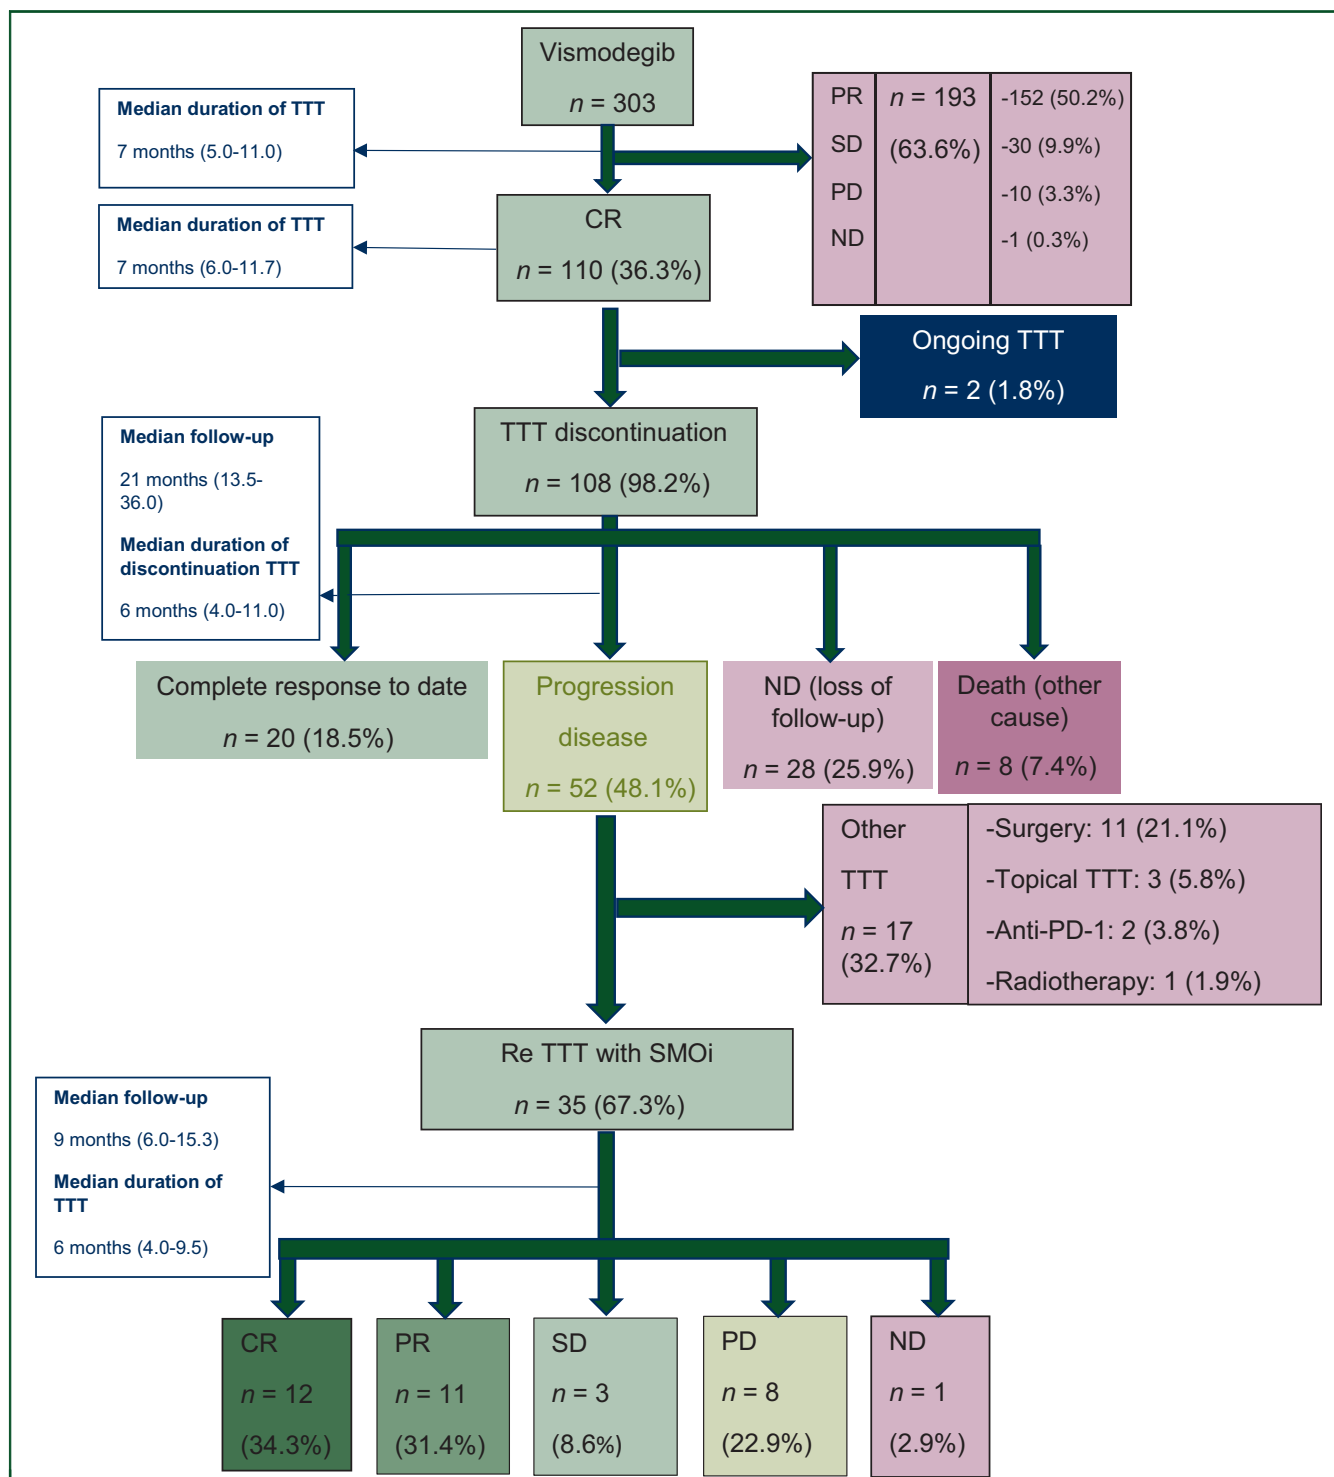 Vismodegib
n = 303
Median duration of TTT
7 months (5.0-11.0)
PR
SD
PD
ND
n = 193
(63.6%)
-152 (50.2%)
-30 (9.9%)
-10 (3.3%)
-1 (0.3%)
Median duration of TTT
7 months (6.0-11.7)
CR
n = 110 (36.3%)
Ongoing TTT
n = 2 (1.8%)
TTT discontinuation
n = 108 (98.2%)
Median follow-up
21 months (13.5-
36.0)
Median duration of
discontinuation TTT
6 months (4.0-11.0)
Complete response to date
n = 20 (18.5%)
Progression
disease
n = 52 (48.1%)
ND (loss of
follow-up)
n = 28 (25.9%)
Death (other
cause)
n = 8 (7.4%)
Other
TTT
n = 17
(32.7%)
-Surgery: 11 (21.1%)
-Topical TTT: 3 (5.8%)
-Anti-PD-1: 2 (3.8%)
-Radiotherapy: 1 (1.9%)
Re TTT with SMOi
n = 35 (67.3%)
Median follow-up
9 months (6.0-15.3)
Median duration of
TTT
6 months (4.0-9.5)
CR
n = 12
(34.3%)
PR
n = 11
(31.4%)
SD
n = 3
(8.6%)
PD
n = 8
(22.9%)
ND
n = 1
(2.9%)